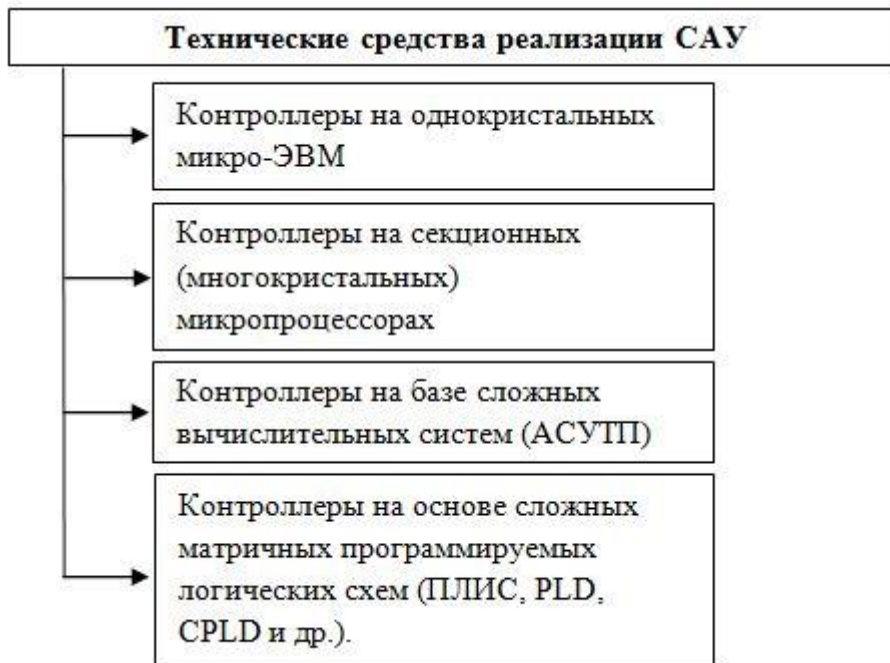 Технические средства реализации САУ
Контроллеры на однокристальных
микро-ЭВМ
Контроллеры на секционных
(многокристальных)
микропроцессорах
Контроллеры на базе сложных
вычислительных систем (АСУТП)
Контроллеры на основе сложных
матричных программируемых
логических схем (ПЛИС, PLD,
CPLD и др.).